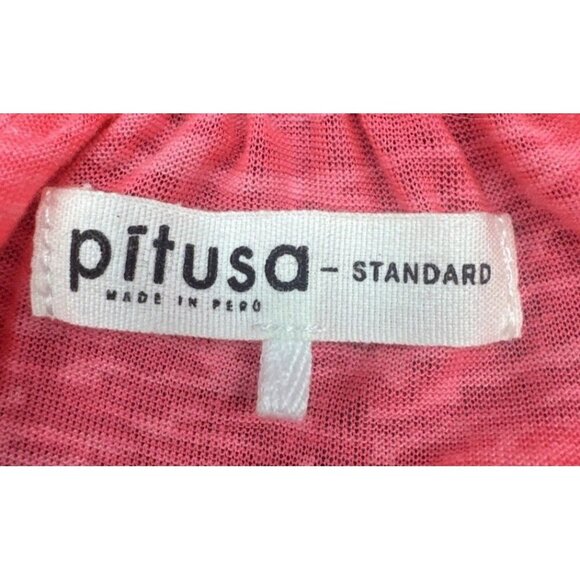 pītusa – STANDARD
MADE IN PERÚ